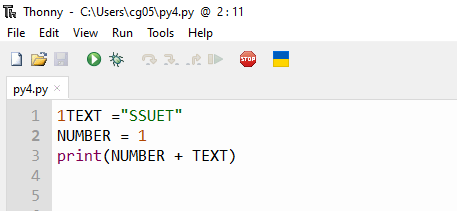 Thonny - C:\Users\cg05\py4.py @ 2:11
File Edit View Run Tools Help
STOP
py4.py ×
1 1TEXT ="SSUET"
2 NUMBER = 1
3 print(NUMBER + TEXT)
4
5